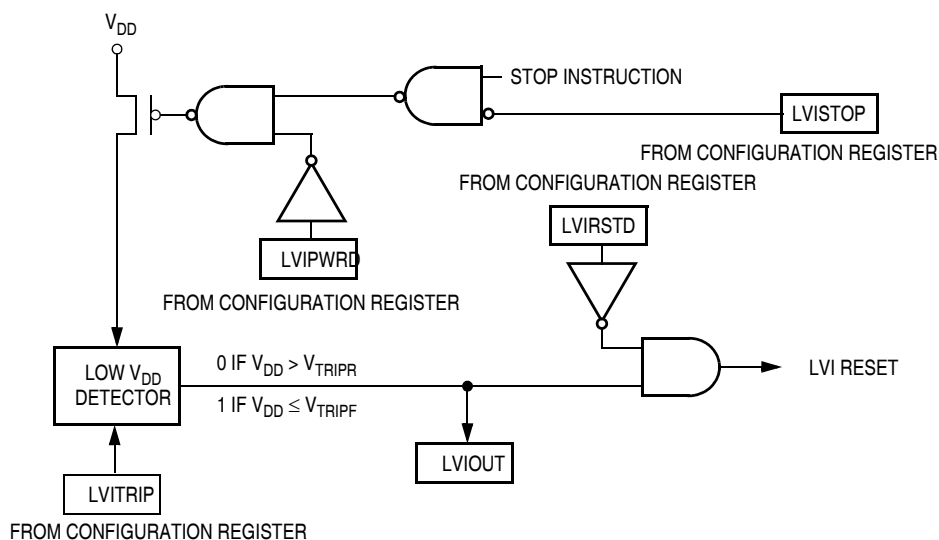 VDD
STOP INSTRUCTION
LVISTOP
FROM CONFIGURATION REGISTER
FROM CONFIGURATION REGISTER
LVIRSTD
LVIPWRD
FROM CONFIGURATION REGISTER
LOW VDD
DETECTOR
0 IF VDD > VTRIPR
1 IF VDD ≤ VTRIPF
LVI RESET
LVIOUT
LVITRIP
FROM CONFIGURATION REGISTER